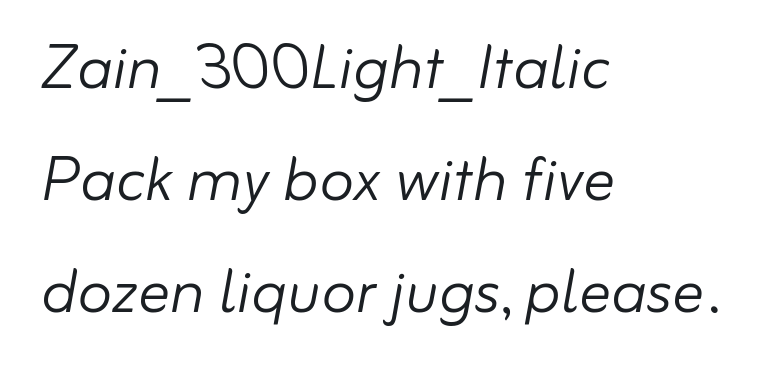 Zain_300Light_Italic
Pack my box with five
dozen liquor jugs, please.